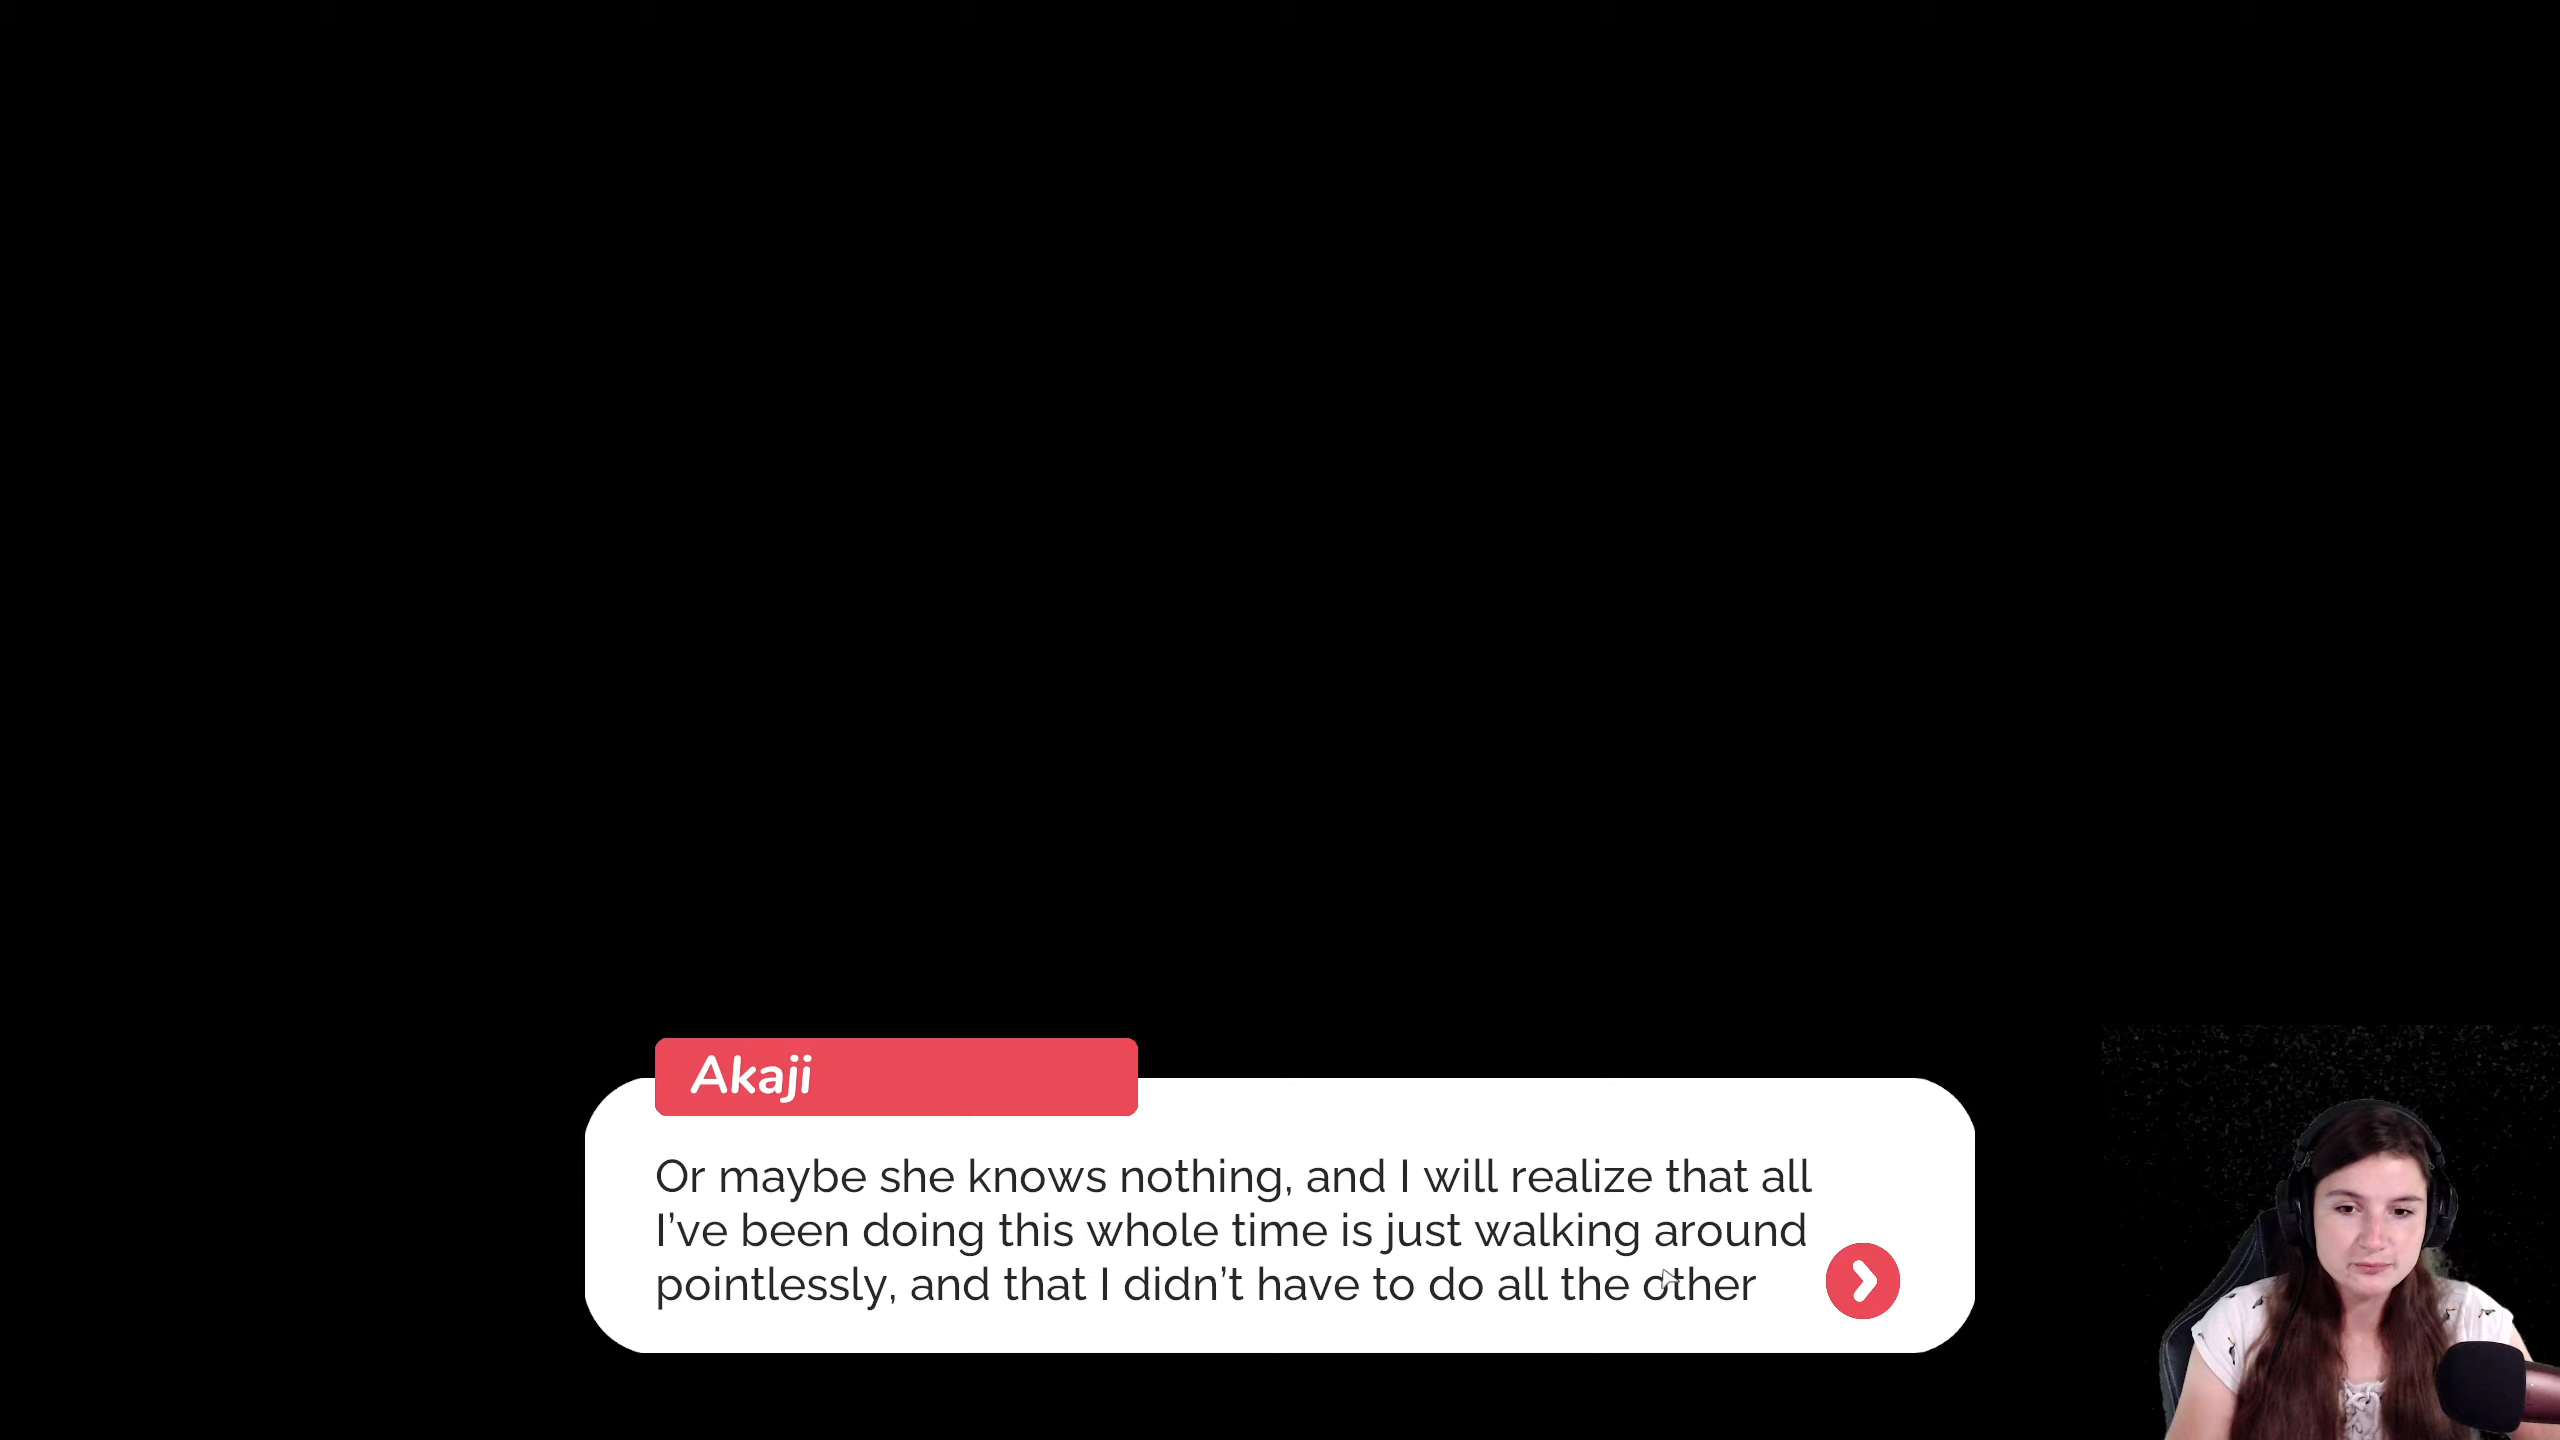 Akaji
Or maybe she knows nothing, and I will realize that all
I’ve been doing this whole time is just walking around
pointlessly, and that I didn’t have to do all the other